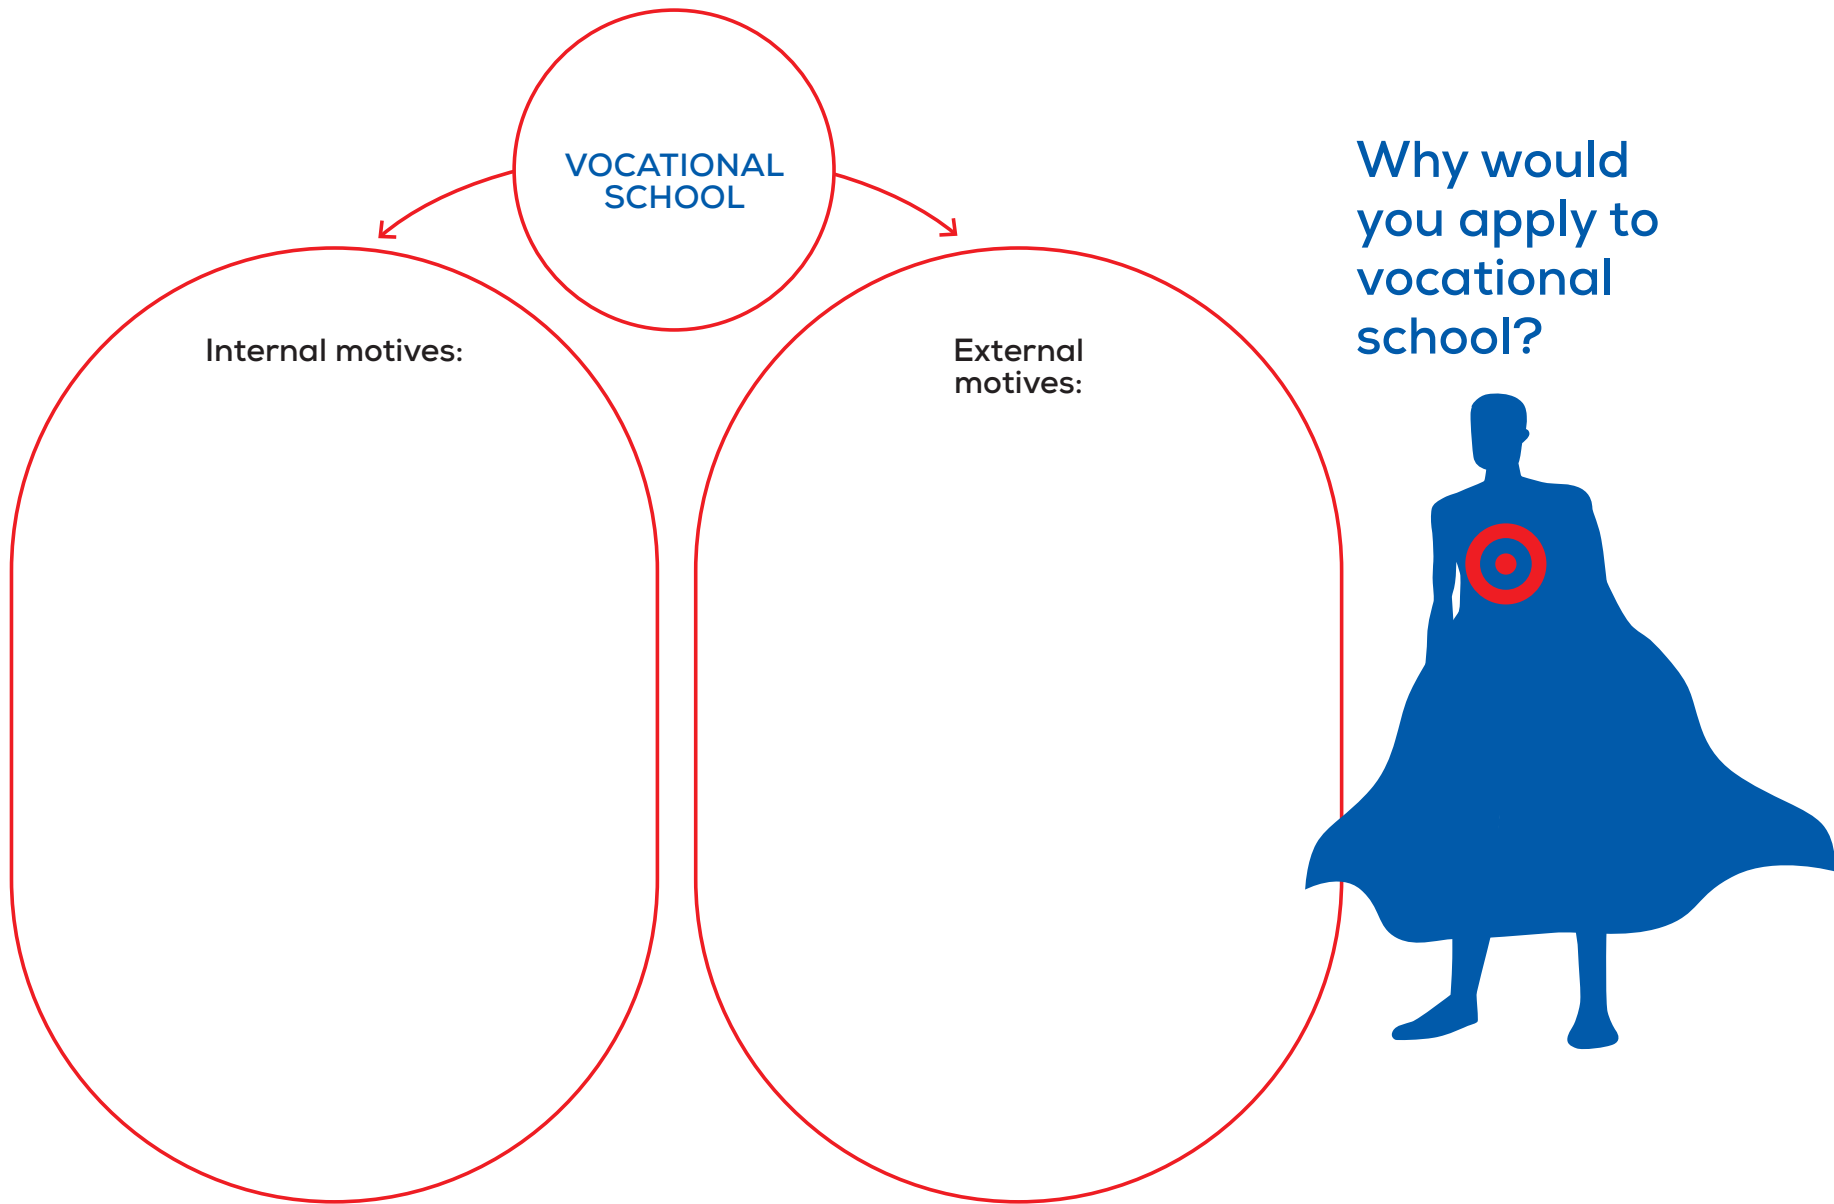 VOCATIONAL
SCHOOL
Internal motives:
External
motives:
Why would
you apply to
vocational
school?